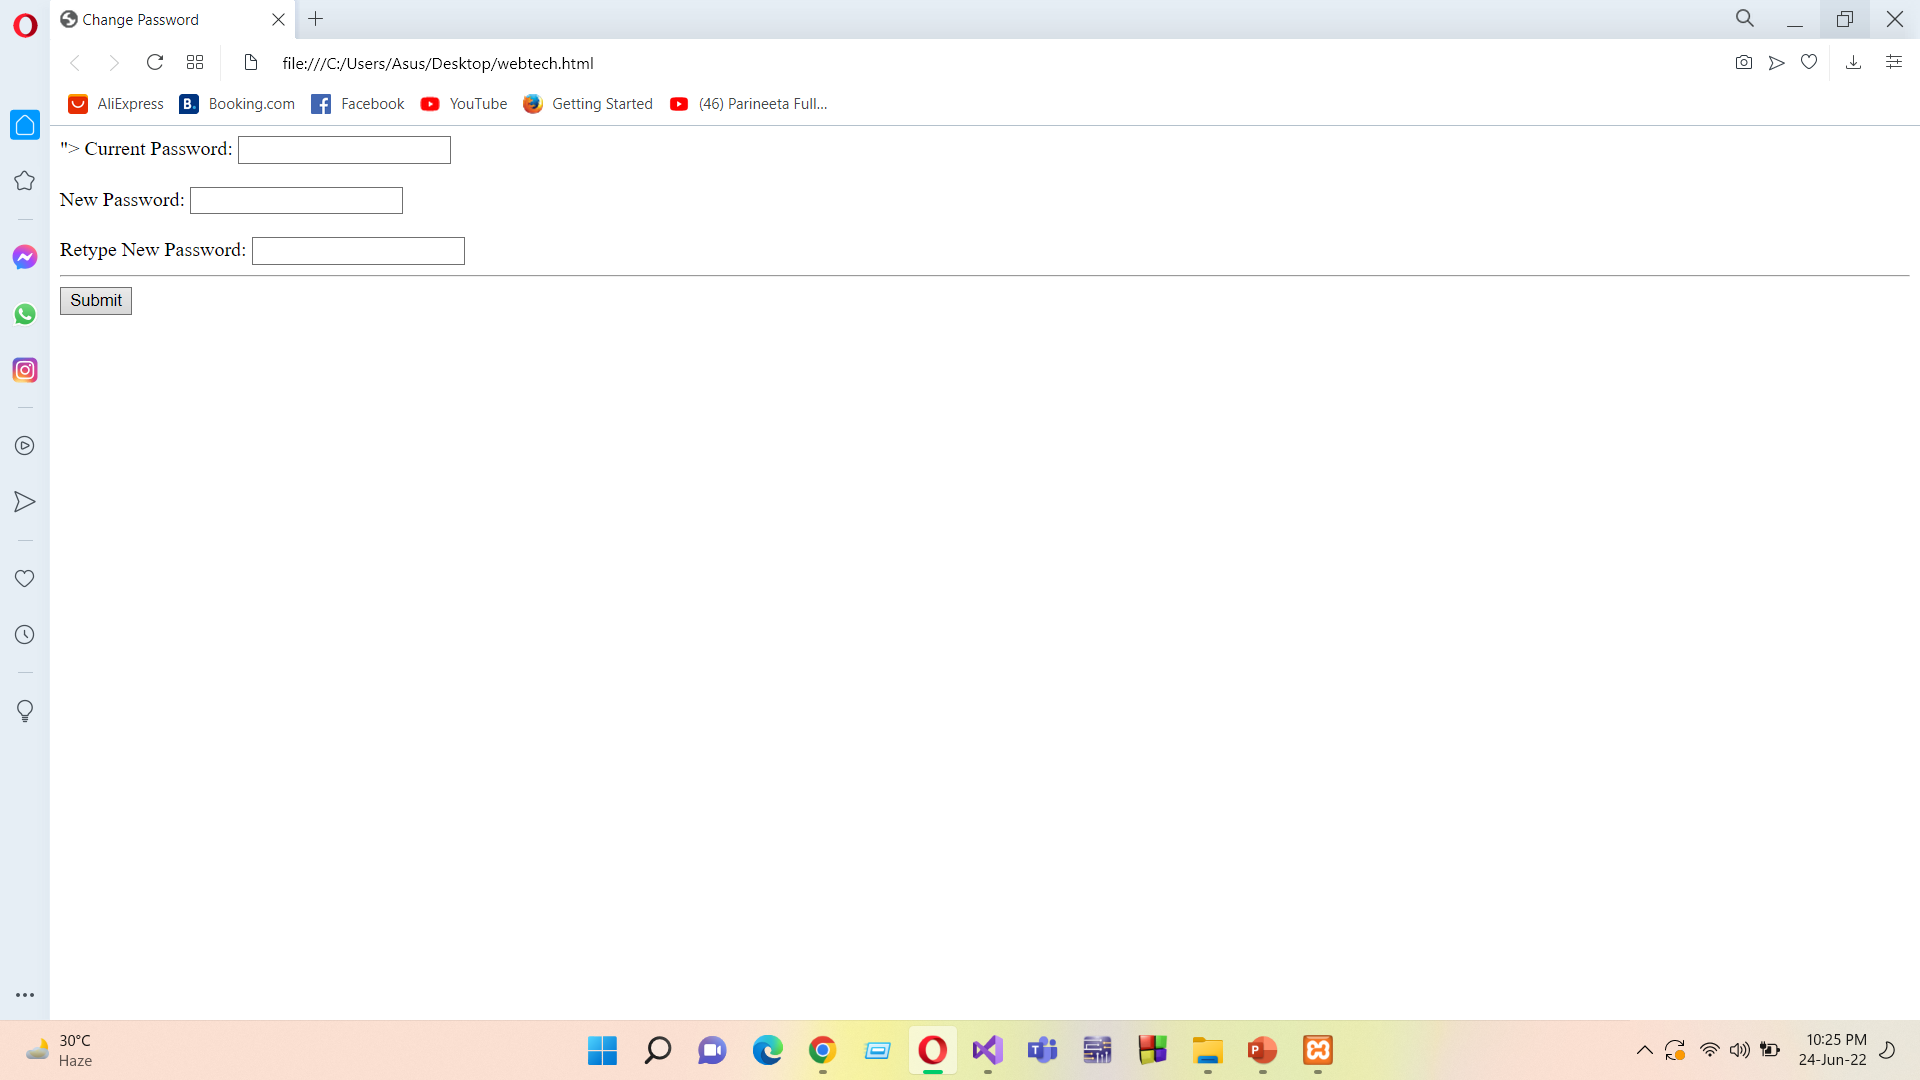 Change Password
file:///C:/Users/Asus/Desktop/webtech.html
AliExpress B. Booking.com Facebook YouTube Getting Started (46) Parineeta Full...
"> Current Password:
New Password:
Retype New Password:
Submit
30°C
Haze
10:25 PM
24-Jun-22